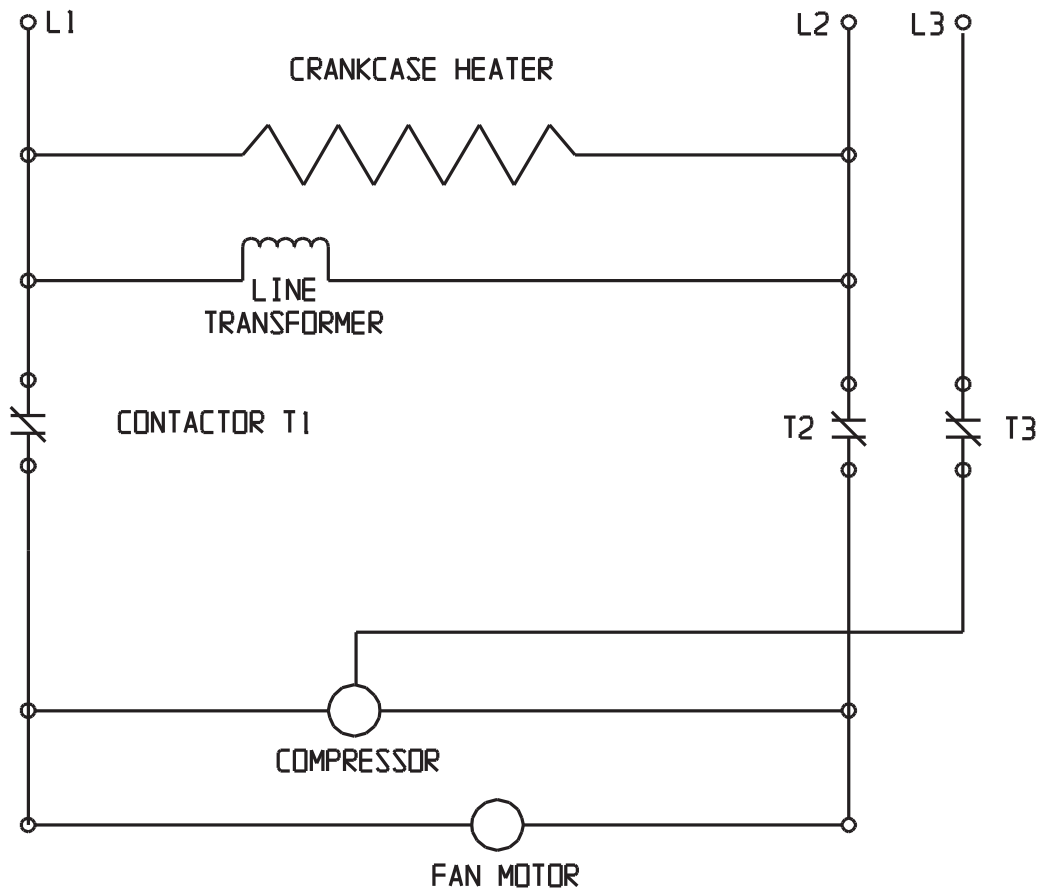 L1
L2
L3
CRANKCASE HEATER
LINE
TRANSFORMER
CONTACTOR T1
T2
T3
COMPRESSOR
FAN MOTOR